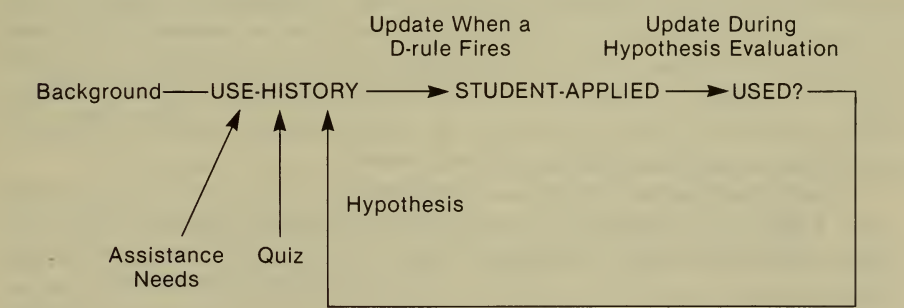 Update When a
D-rule Fires
Update During
Hypothesis Evaluation
Background USE-HISTORY STUDENT-APPLIED USED?
Hypothesis
Assistance
Needs
Quiz